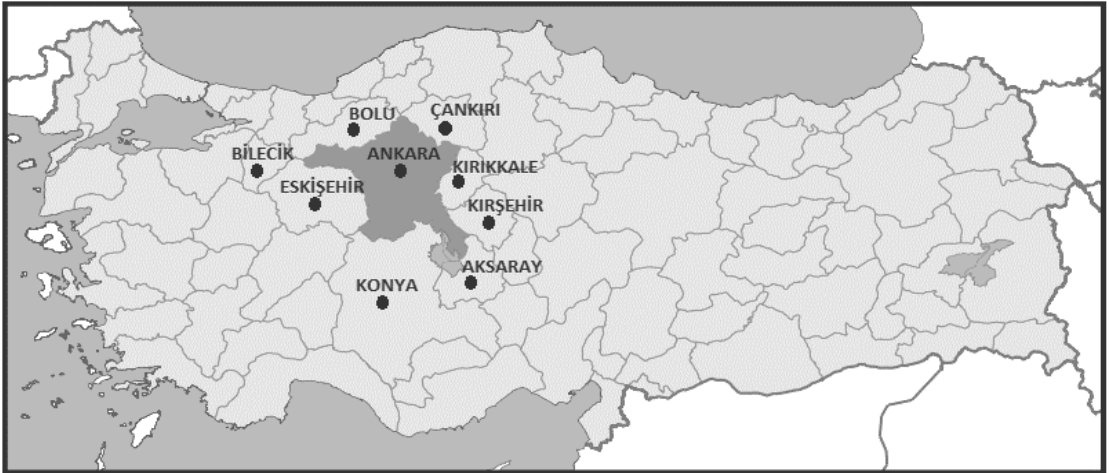 BOLU
ÇANKIRI
BİLECİK
ANKARA
KIRIKKALE
ESKİŞEHİR
KIRŞEHİR
AKSARAY
KONYA